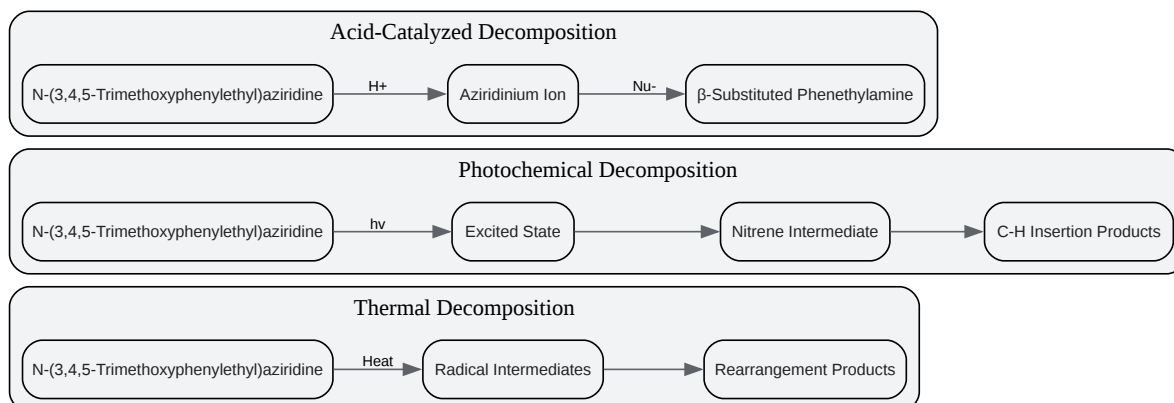 Acid-Catalyzed Decomposition
N-(3,4,5-Trimethoxyphenylethyl)aziridine
H+
Aziridinium Ion
Nu-
β-Substituted Phenethylamine
Photochemical Decomposition
N-(3,4,5-Trimethoxyphenylethyl)aziridine
hv
Excited State
Nitrene Intermediate
C-H Insertion Products
Thermal Decomposition
N-(3,4,5-Trimethoxyphenylethyl)aziridine
Heat
Radical Intermediates
Rearrangement Products